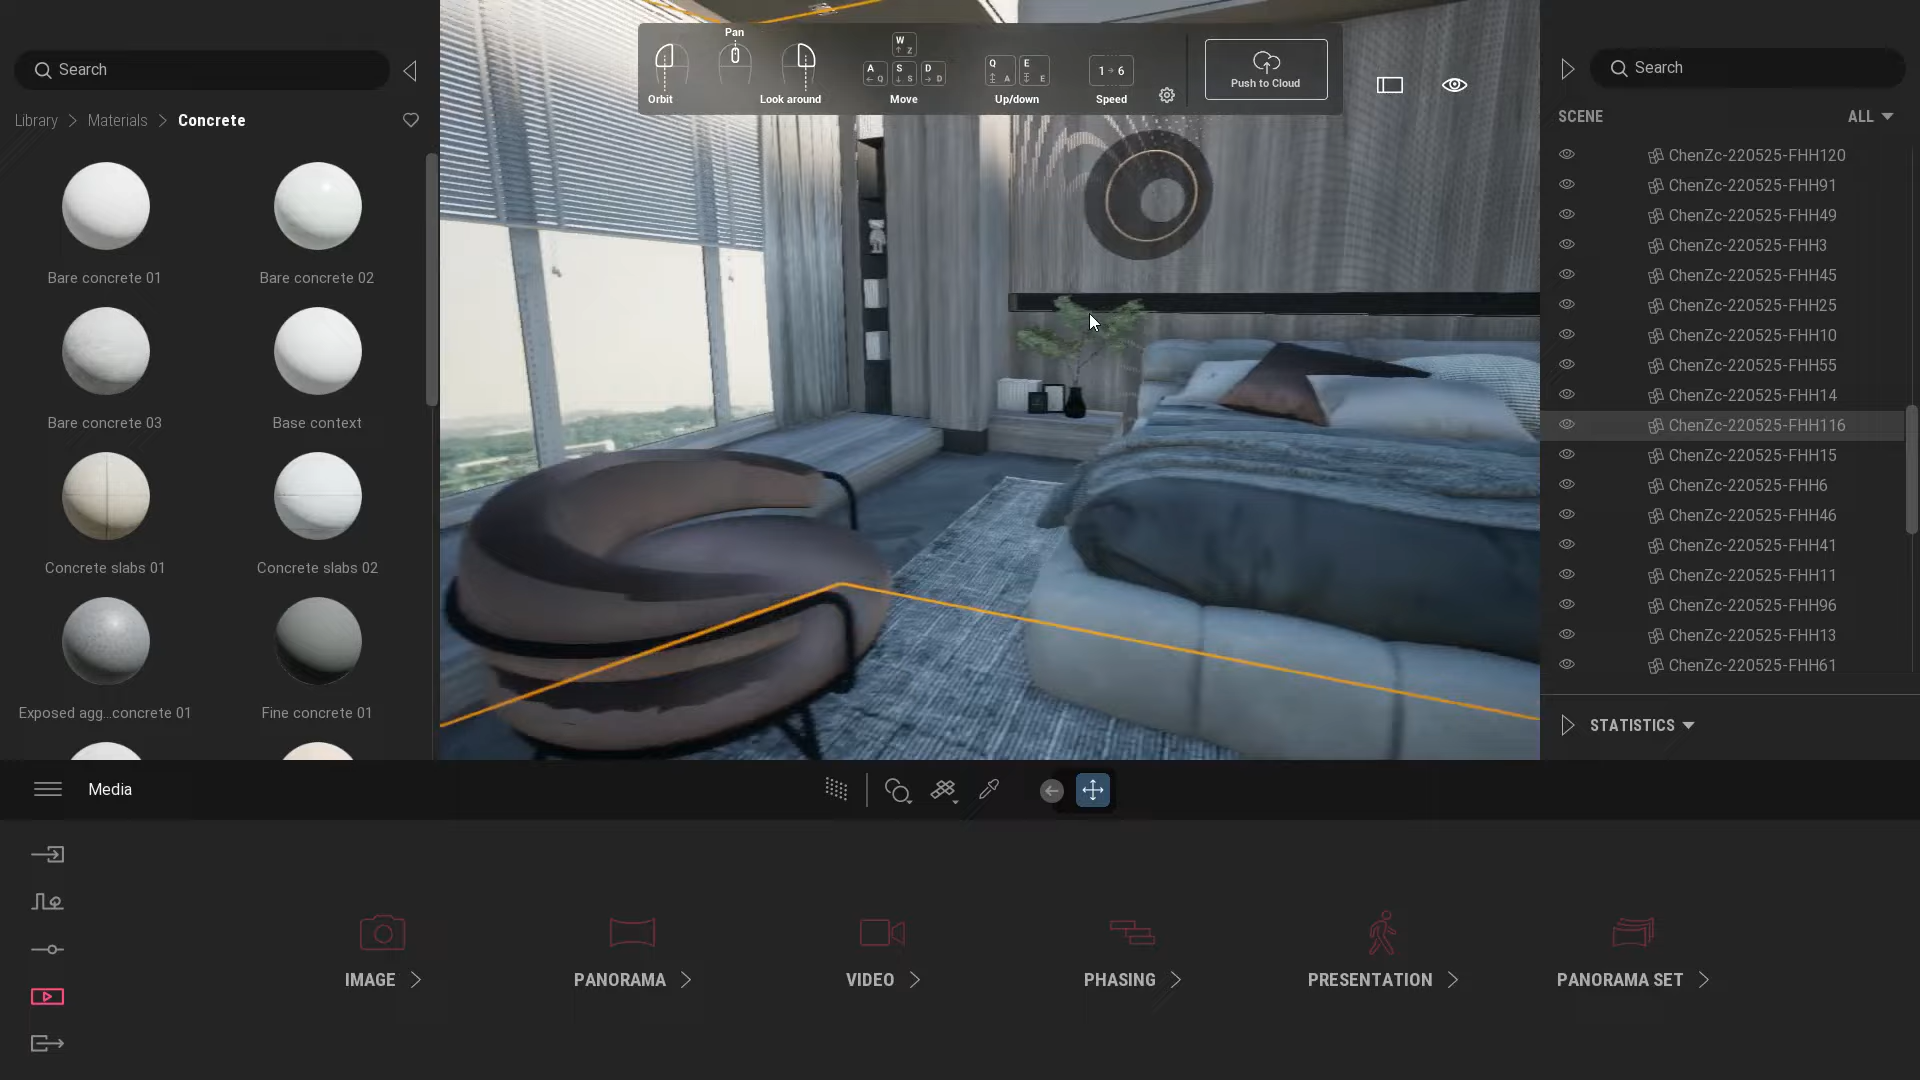 Search
Library
Materials
Concrete
Bare concrete 01
Bare concrete 02
Bare concrete 03
Base context
Concrete slabs 01
Concrete slabs 02
Exposed agg...concrete 01
Fine concrete 01
Pan
Orbit
Look around
W
Z
A
Q
S
S
D
D
Move
Q
A
E
E
Up/down
1 → 6
Speed
Push to Cloud
Search
SCENE
ALL
ChenZc-220525-FHH120
ChenZc-220525-FHH91
ChenZc-220525-FHH49
ChenZc-220525-FHH3
ChenZc-220525-FHH45
ChenZc-220525-FHH25
ChenZc-220525-FHH10
ChenZc-220525-FHH55
ChenZc-220525-FHH14
ChenZc-220525-FHH116
ChenZc-220525-FHH15
ChenZc-220525-FHH6
ChenZc-220525-FHH46
ChenZc-220525-FHH41
ChenZc-220525-FHH11
ChenZc-220525-FHH96
ChenZc-220525-FHH13
ChenZc-220525-FHH61
STATISTICS
Media
IMAGE
PANORAMA
VIDEO
PHASING
PRESENTATION
PANORAMA SET